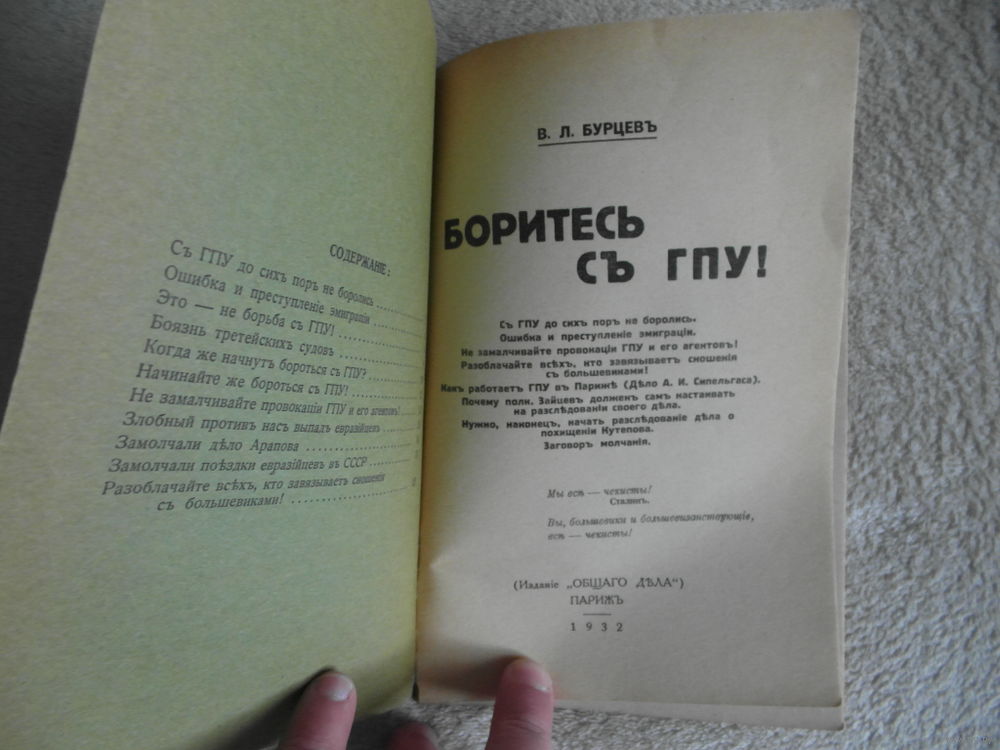 СОДЕРЖАНІЕ:
Съ ГПУ до сихъ поръ не боролись
Ошибка и преступленіе эмиграціи
Это — не борьба съ ГПУ!
Боязнь третейскихъ судовъ
Когда же начнутъ бороться съ ГПУ?
Начинайте же бороться съ ГПУ!
Не замалчивайте провокаціи ГПУ и его агентовъ!
Злобный противъ насъ выпадъ евразійцевъ
Замолчали дѣло Арапова
Замолчали поѣздки евразійцевъ въ СССР
Разоблачайте всѣхъ, кто завязываетъ сношенія
съ большевиками!
В. Л. БУРЦЕВЪ
БОРИТЕСЬ
СЪ ГПУ!
Съ ГПУ до сихъ поръ не боролись.
Ошибка и преступленіе эмиграціи.
Не замалчивайте провокаціи ГПУ и его агентовъ!
Разоблачайте всѣхъ, кто завязываетъ сношенія
съ большевиками!
Какъ работаетъ ГПУ въ Парижѣ (Дѣло А. И. Сипельгаса).
Почему полк. Зайцевъ долженъ самъ настаивать
на разслѣдованіи своего дѣла.
Нужно, наконецъ, начать разслѣдованіе дѣла о
похищеніи Кутепова.
Заговоръ молчанія.
Мы всѣ — чекисты!
Сталинъ.
Вы, большевики и большевизанствующіе,
всѣ — чекисты!
(Изданіе „ОБЩАГО ДѢЛА“)
ПАРИЖЪ
1932